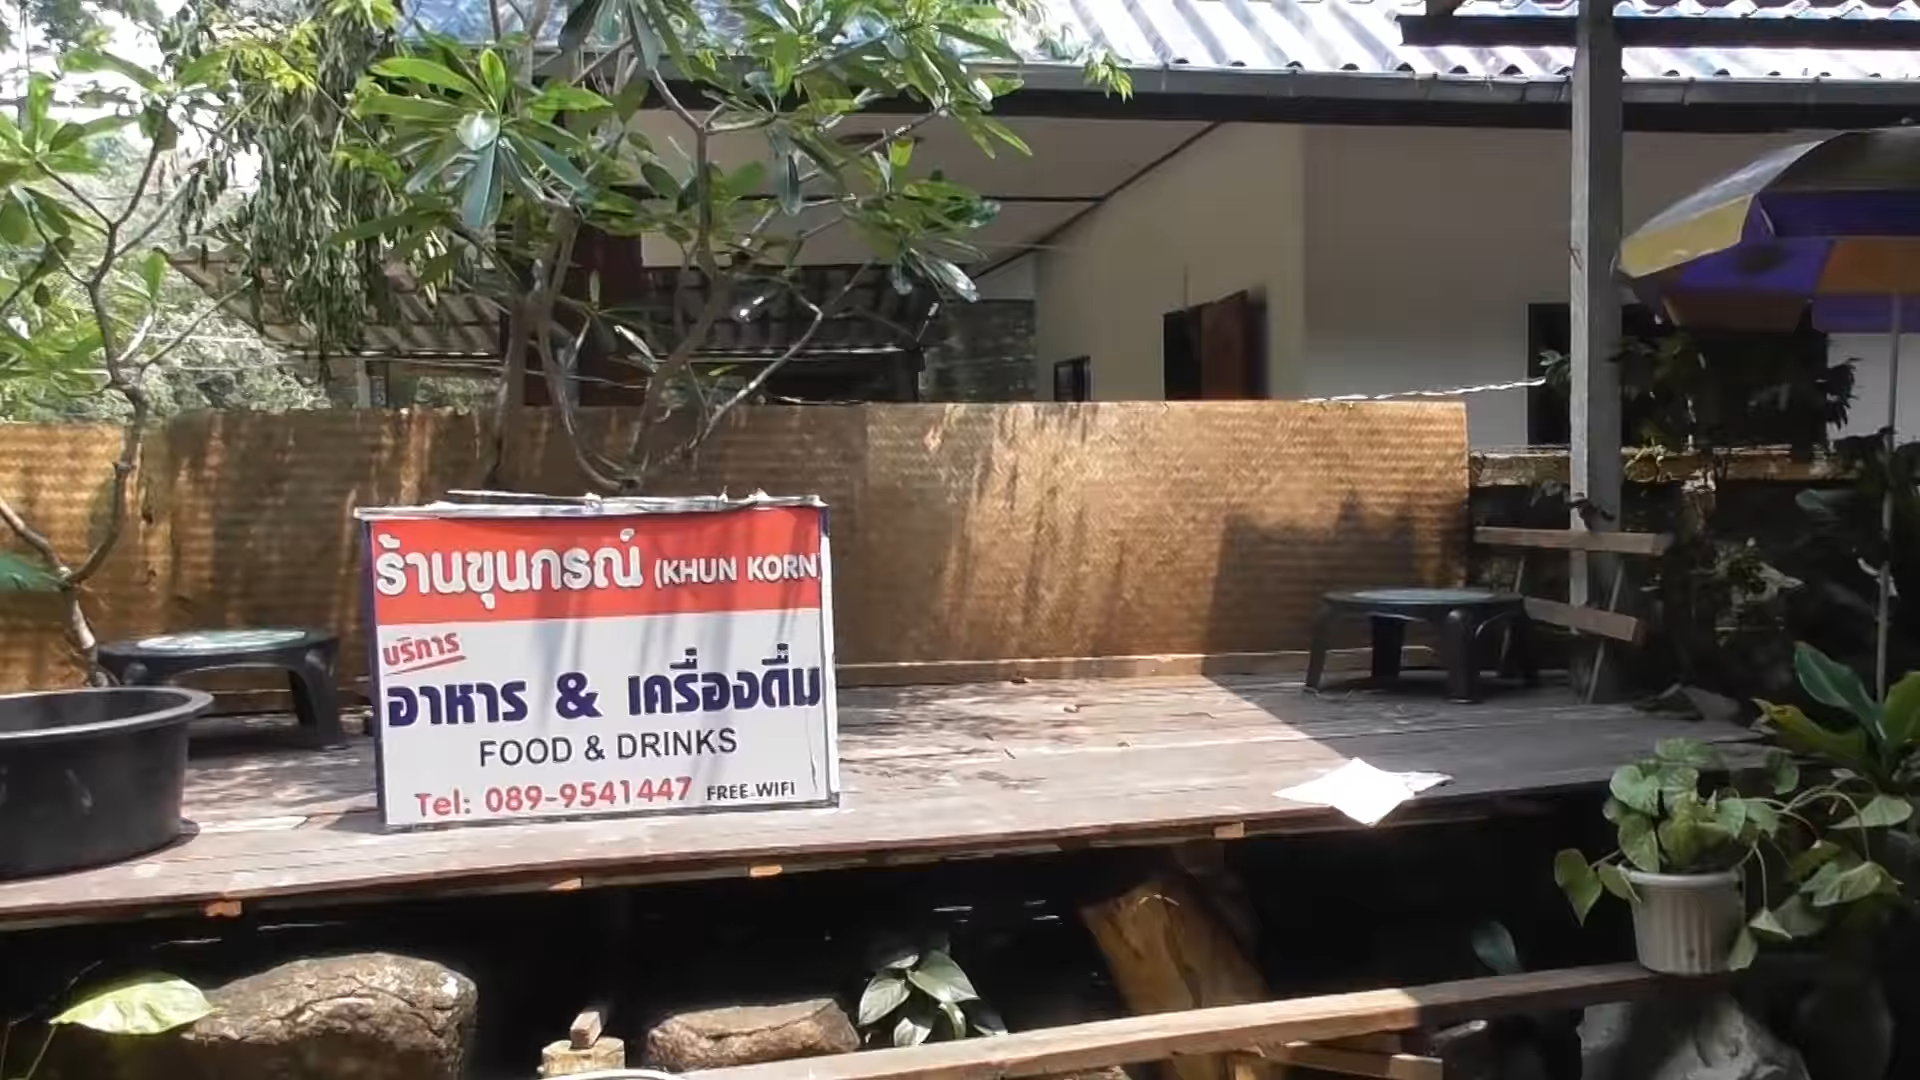 ร้านขุนกรณ์ (KHUN KORN)
บริการ
อาหาร & เครื่องดื่ม
FOOD & DRINKS
Tel: 089-9541447 FREE WIFI